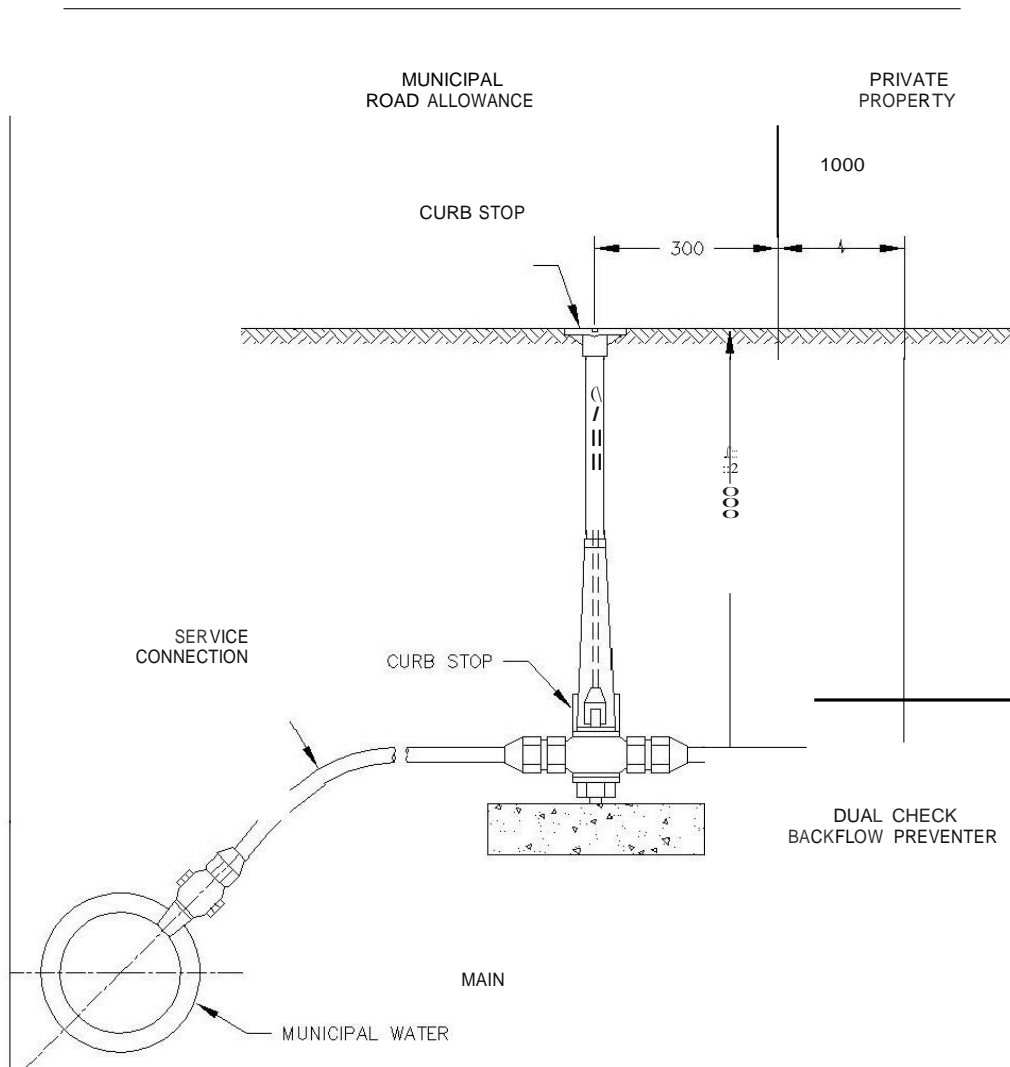 MUNICIPAL
ROAD ALLOWANCE
PRIVATE
PROPERTY
1000
CURB STOP
300
SERVICE
CONNECTION
CURB STOP
DUAL CHECK
BACKFLOW PREVENTER
MAIN
MUNICIPAL WATER